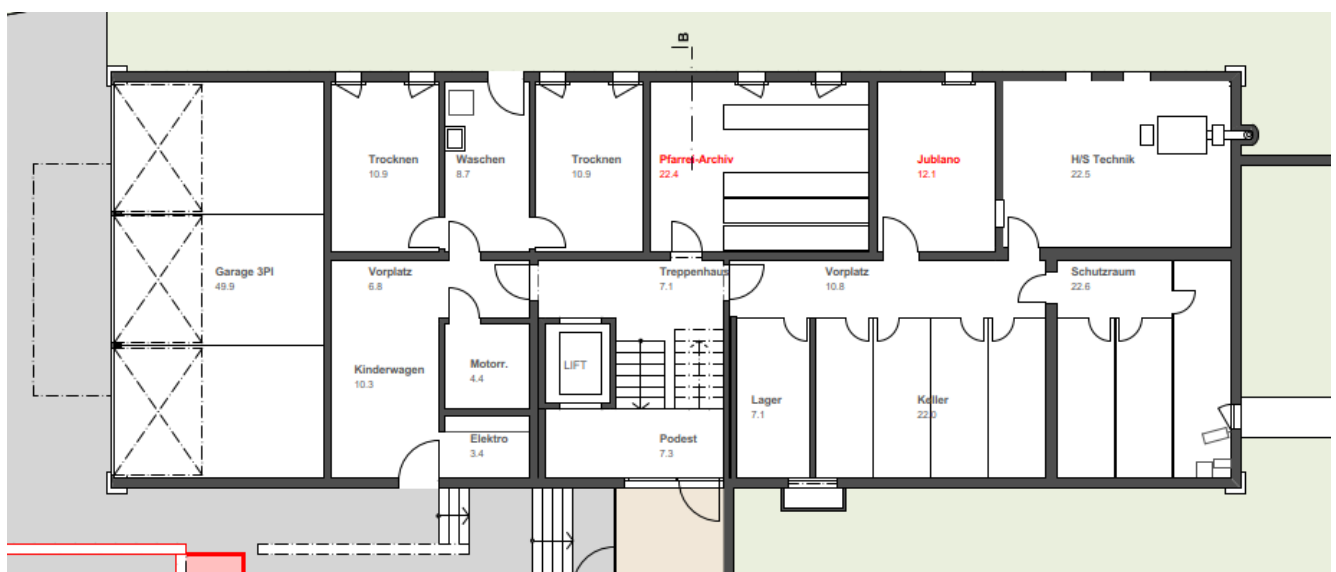 B
Trocknen
10.9
Waschen
8.7
Trocknen
10.9
Pfarrei-Archiv
22.4
Jublano
12.1
H/S Technik
22.5
Garage 3Pl
49.9
Vorplatz
6.8
Treppenhaus
7.1
Vorplatz
10.8
Schutzraum
22.6
Kinderwagen
10.3
Motorr.
4.4
LIFT
Lager
7.1
Keller
22.0
Elektro
3.4
Podest
7.3